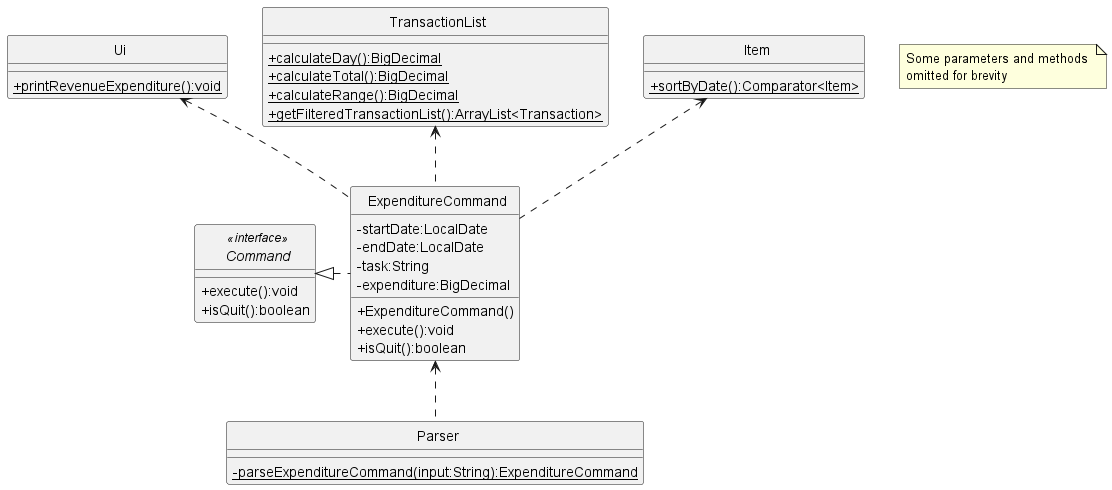 TransactionList
+calculateDay():BigDecimal
+calculateTotal():BigDecimal
+calculateRange():BigDecimal
+getFilteredTransactionList():ArrayList<Transaction>
Ui
+printRevenueExpenditure():void
Item
+sortByDate():Comparator<Item>
Some parameters and methods
omitted for brevity
ExpenditureCommand
-startDate:LocalDate
-endDate:LocalDate
-task:String
-expenditure:BigDecimal
+ExpenditureCommand()
+execute():void
+isQuit():boolean
«interface»
Command
+execute():void
+isQuit():boolean
Parser
-parseExpenditureCommand(input:String):ExpenditureCommand